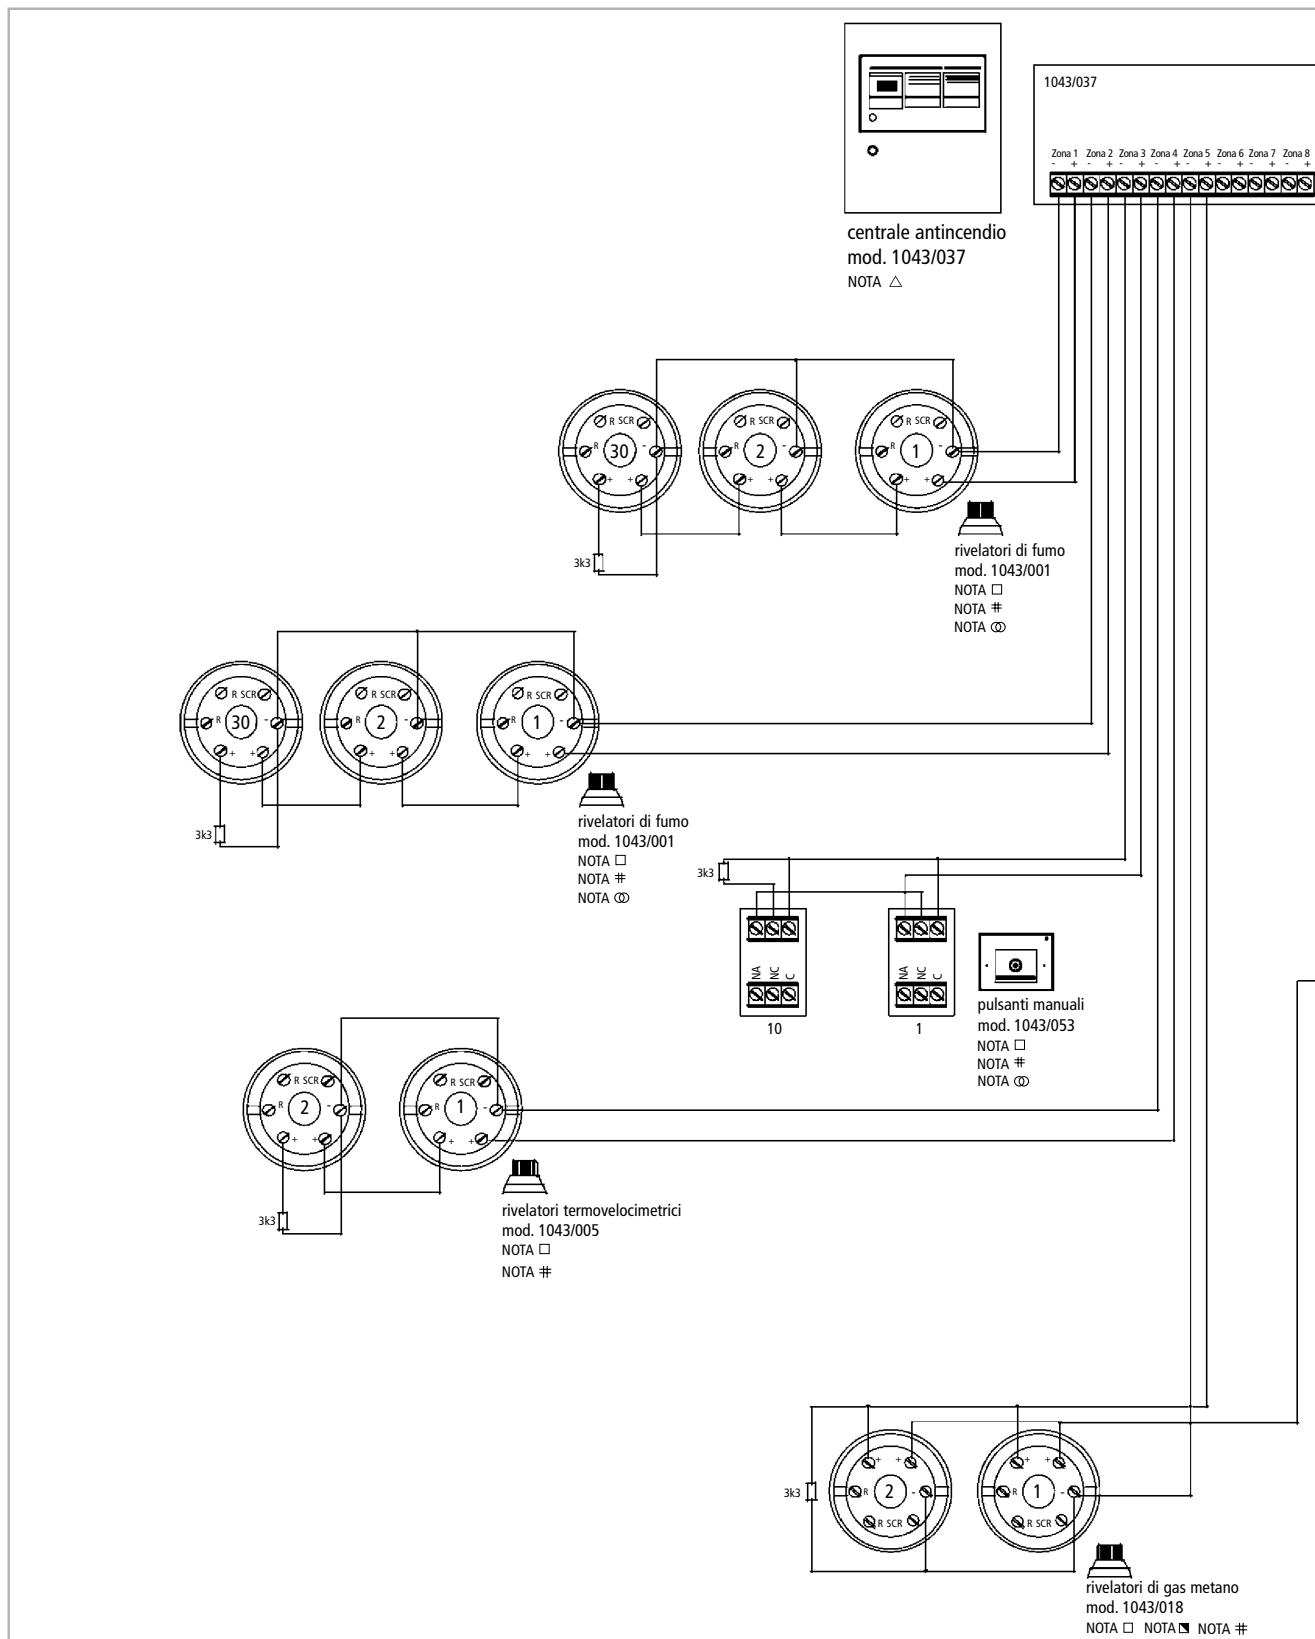 1043/037
Zona 1 Zona 2 Zona 3 Zona 4 Zona 5 Zona 6 Zona 7 Zona 8
- + - + - + - + - + - + - + - +
centrale antincendio
mod. 1043/037
NOTA △
R SCR R SCR R SCR
R 30 - R 2 - R 1 -
+ + + + + +
3k3
rivelatori di fumo
mod. 1043/001
NOTA □
NOTA #
NOTA ⓞ
R SCR R SCR R SCR
R 30 - R 2 - R 1 -
+ + + + + +
3k3
rivelatori di fumo
mod. 1043/001
NOTA □
NOTA #
NOTA ⓞ
3k3
NA NC C NA NC C
10 1
pulsanti manuali
mod. 1043/053
NOTA □
NOTA #
NOTA ⓞ
R SCR R SCR
R 2 - R 1 -
+ + + +
3k3
rivelatori termovelocimetrici
mod. 1043/005
NOTA □
NOTA #
+ + + +
3k3 R 2 - R 1 -
R SCR R SCR
rivelatori di gas metano
mod. 1043/018
NOTA □ NOTA ⬔ NOTA #